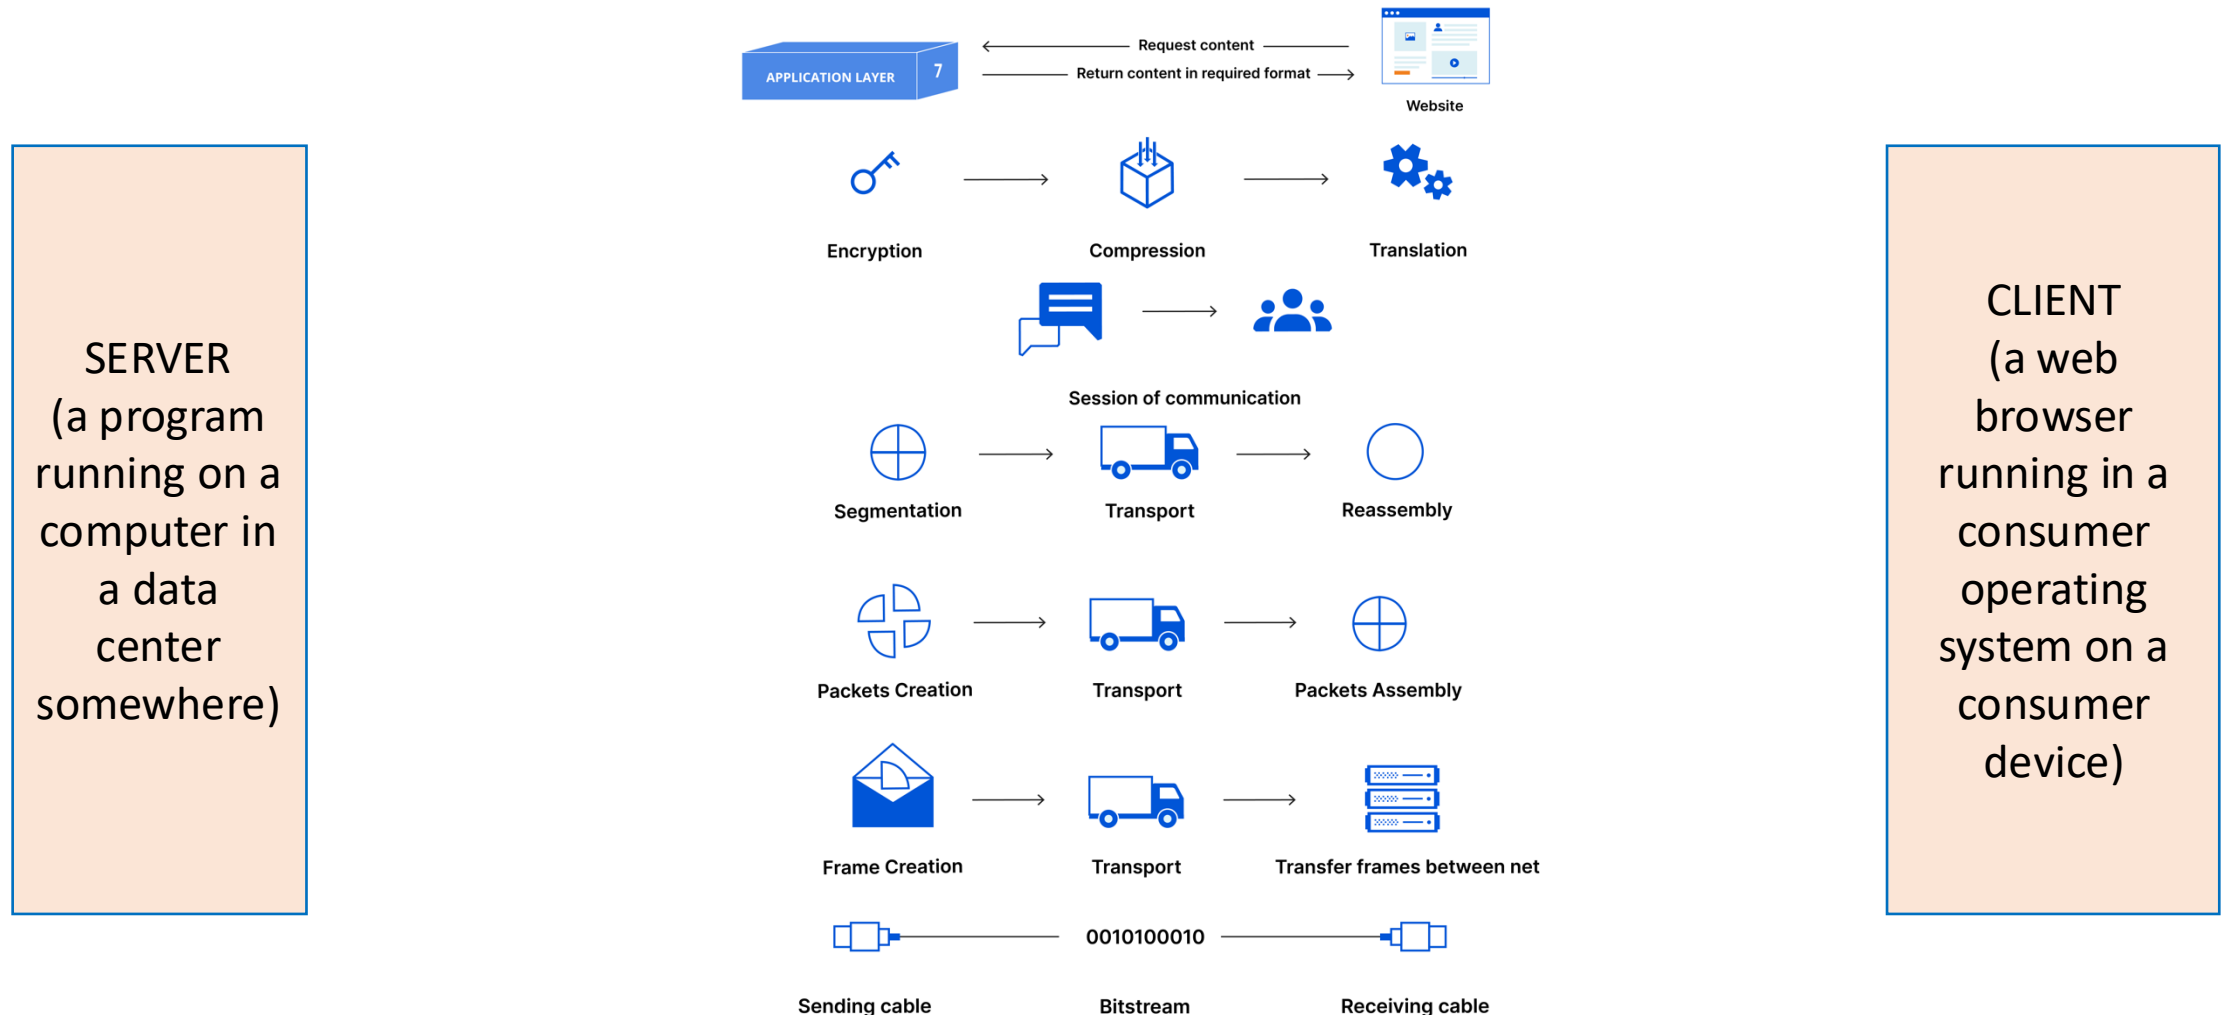 Request content
APPLICATION LAYER 7
Return content in required format
Website
Encryption
Compression
Translation
Session of communication
Segmentation
Transport
Reassembly
Packets Creation
Transport
Packets Assembly
Frame Creation
Transport
Transfer frames between net
0010100010
Sending cable
Bitstream
Receiving cable
SERVER
(a program
running on a
computer in
a data
center
somewhere)
CLIENT
(a web
browser
running in a
consumer
operating
system on a
consumer
device)